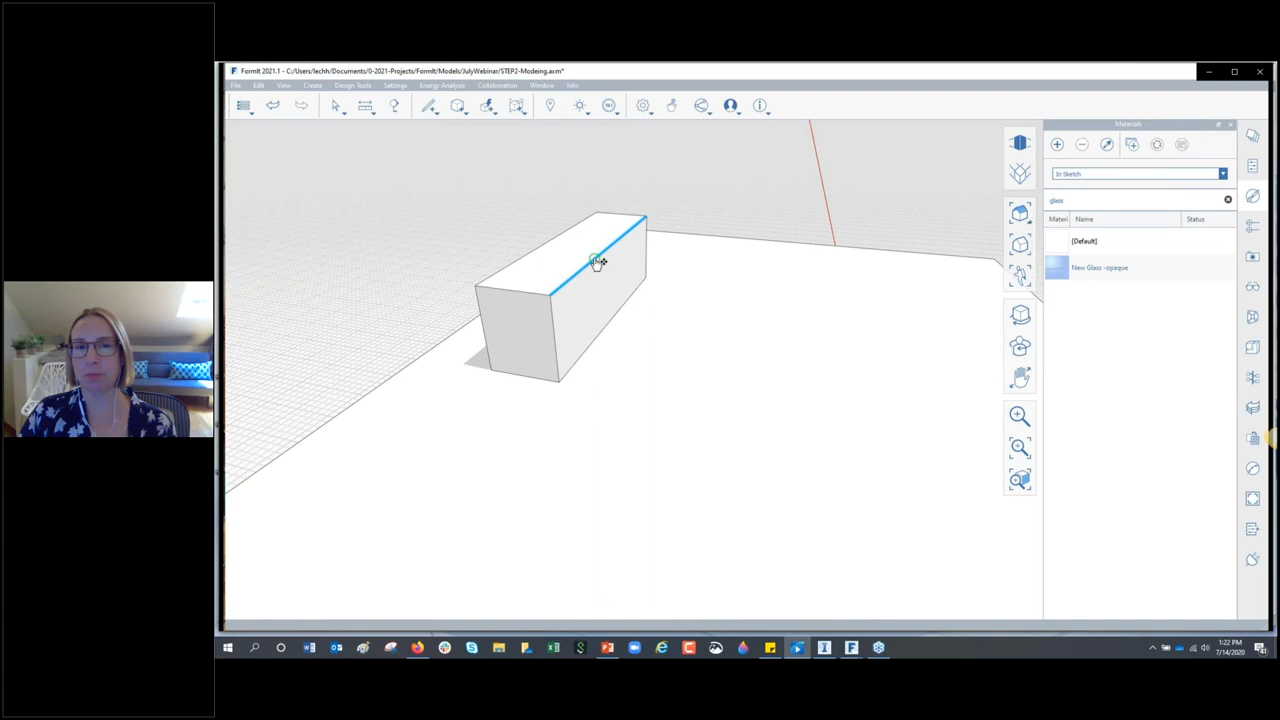 FormIt 2021.1 - C:/Users/lechh/Documents/0-2021-Projects/FormIt/Models/JulyWebinar/STEP2-Modeing.axm*
File Edit View Create Design Tools Settings Energy Analysis Collaboration Window Info
Materials
In Sketch
glass
Materi Name Status
[Default]
New Glass -opaque
1:22 PM
7/14/2020